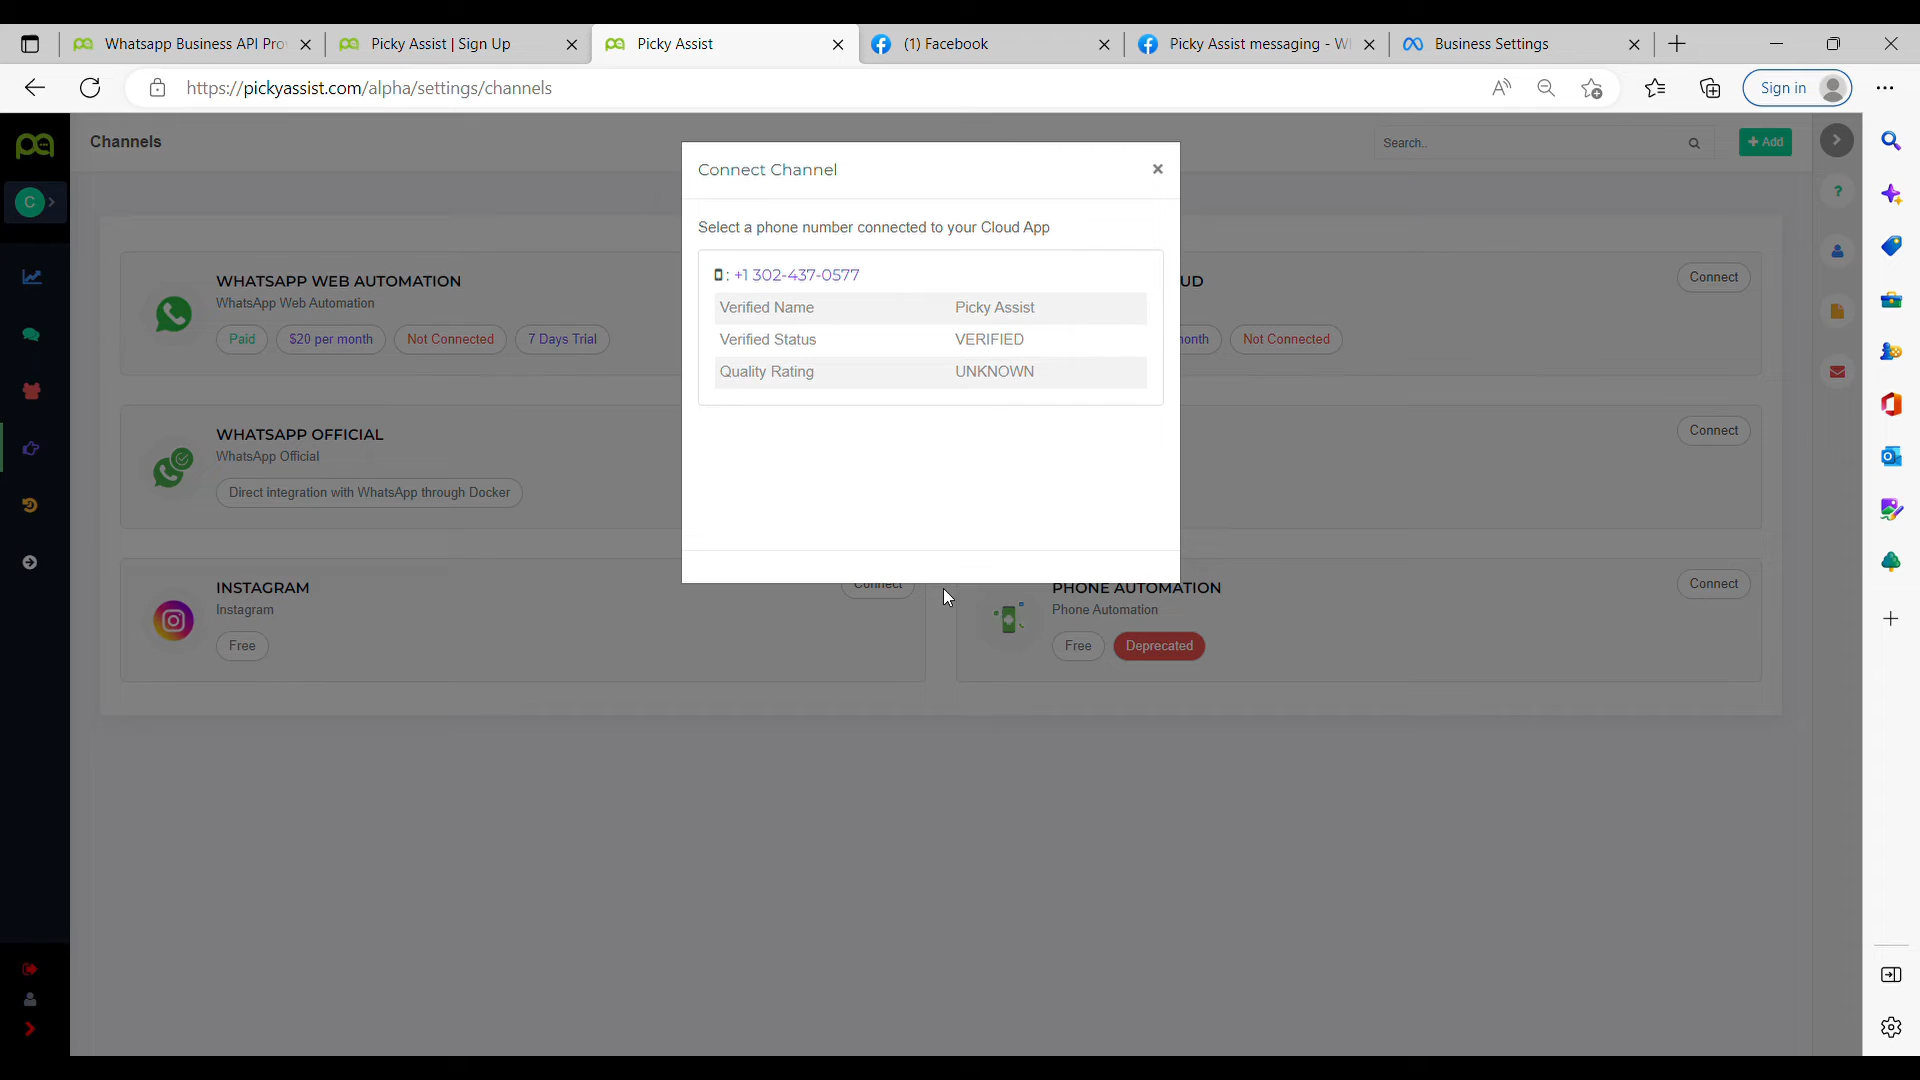 Whatsapp Business API Pro
Picky Assist | Sign Up
Picky Assist
(1) Facebook
Picky Assist messaging - W
Business Settings
https://pickyassist.com/alpha/settings/channels
Sign in
Channels
Search..
+ Add
C
Connect Channel
Select a phone number connected to your Cloud App
: +1 302-437-0577
Verified Name Picky Assist
Verified Status VERIFIED
Quality Rating UNKNOWN
WHATSAPP WEB AUTOMATION
WhatsApp Web Automation
Paid
$20 per month
Not Connected
7 Days Trial
UD
Connect
onth
Not Connected
WHATSAPP OFFICIAL
WhatsApp Official
Direct integration with WhatsApp through Docker
Connect
INSTAGRAM
Instagram
Free
Connect
PHONE AUTOMATION
Phone Automation
Free
Deprecated
Connect